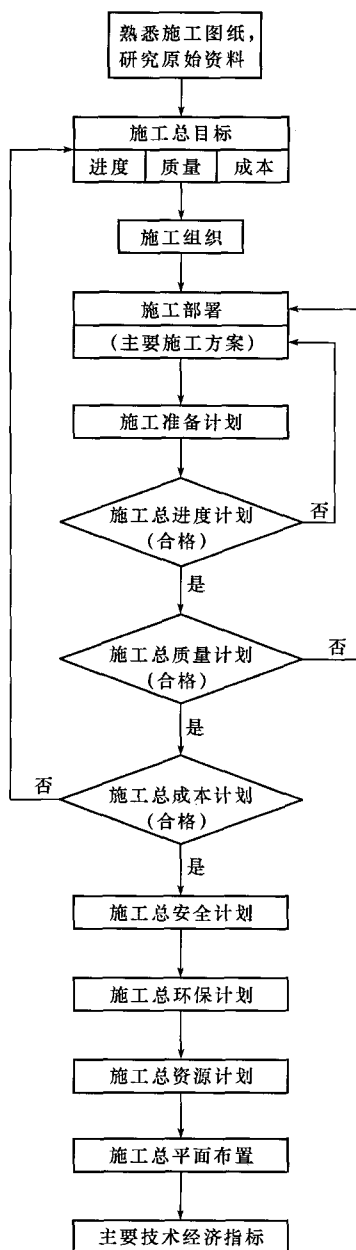 熟悉施工图纸，
研究原始资料
施工总目标
进度 质量 成本
施工组织
施工部署
(主要施工方案)
施工准备计划
施工总进度计划
(合格)
否
是
施工总质量计划
(合格)
否
是
施工总成本计划
(合格)
否
是
施工总安全计划
施工总环保计划
施工总资源计划
施工总平面布置
主要技术经济指标